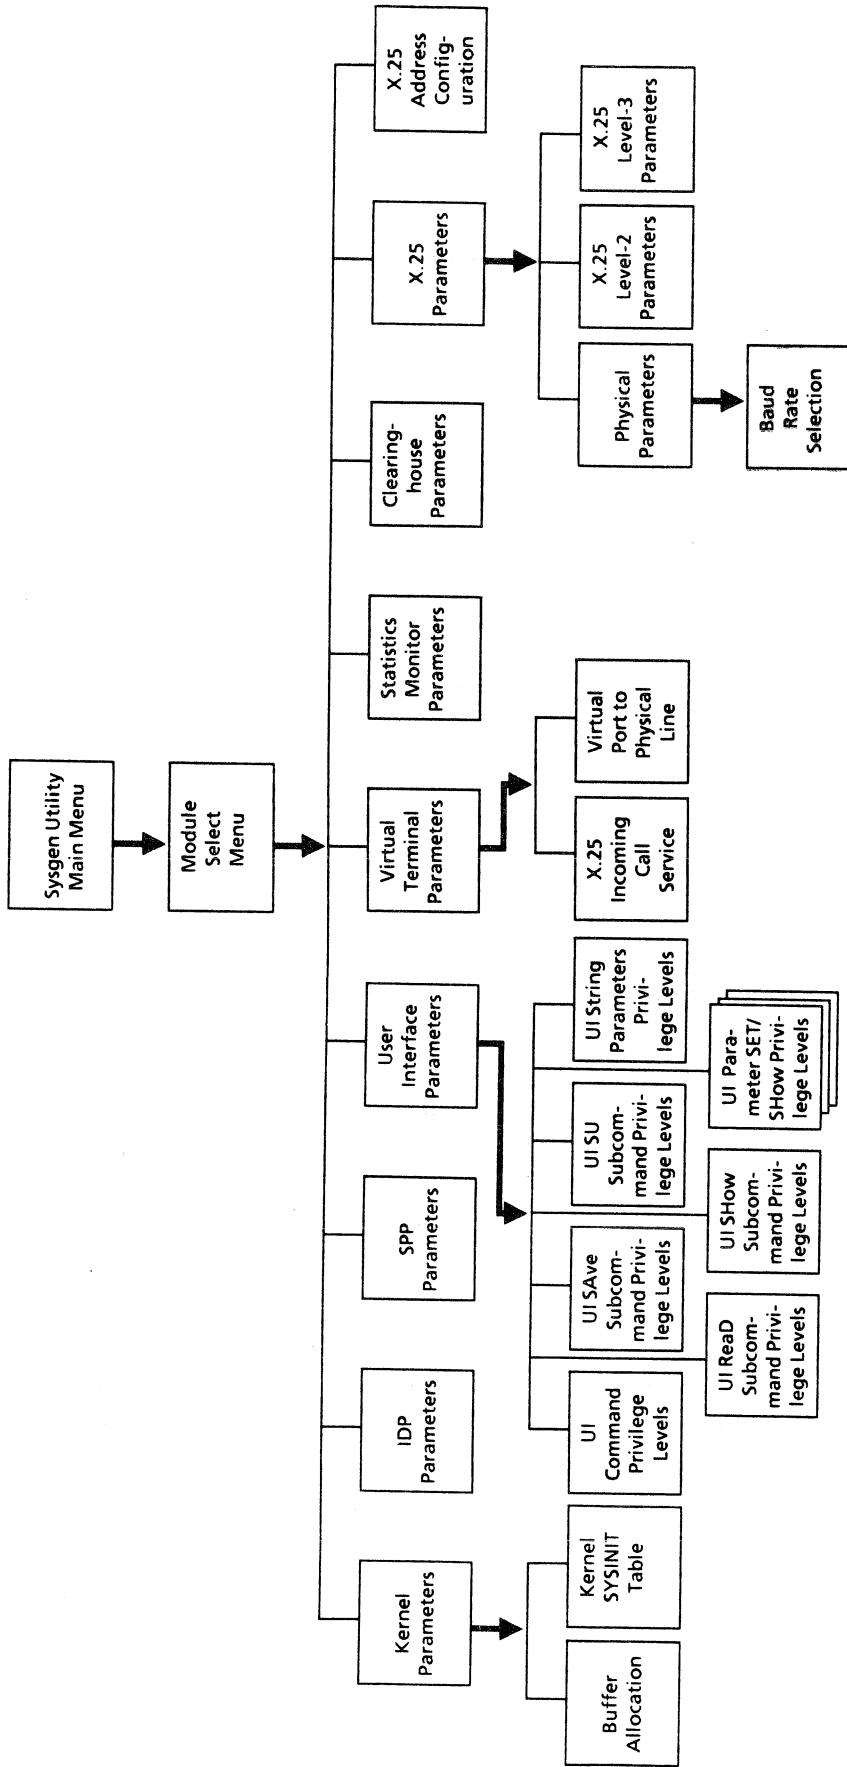 Sysgen Utility
Main Menu
Module
Select
Menu
Kernel
Parameters
IDP
Parameters
SPP
Parameters
User
Interface
Parameters
Virtual
Terminal
Parameters
Statistics
Monitor
Parameters
Clearing-
house
Parameters
X.25
Parameters
X.25
Address
Config-
uration
Buffer
Allocation
Kernel
SYSINIT
Table
UI
Command
Privilege
Levels
UI SAve
Subcom-
mand Privi-
lege Levels
UI SU
Subcom-
mand Privi-
lege Levels
UI String
Parameters
Privi-
lege Levels
UI ReaD
Subcom-
mand Privi-
lege Levels
UI SHow
Subcom-
mand Privi-
lege Levels
UI Para-
meter SET/
SHow Privi-
lege Levels
X.25
Incoming
Call
Service
Virtual
Port to
Physical
Line
Physical
Parameters
X.25
Level-2
Parameters
X.25
Level-3
Parameters
Baud
Rate
Selection